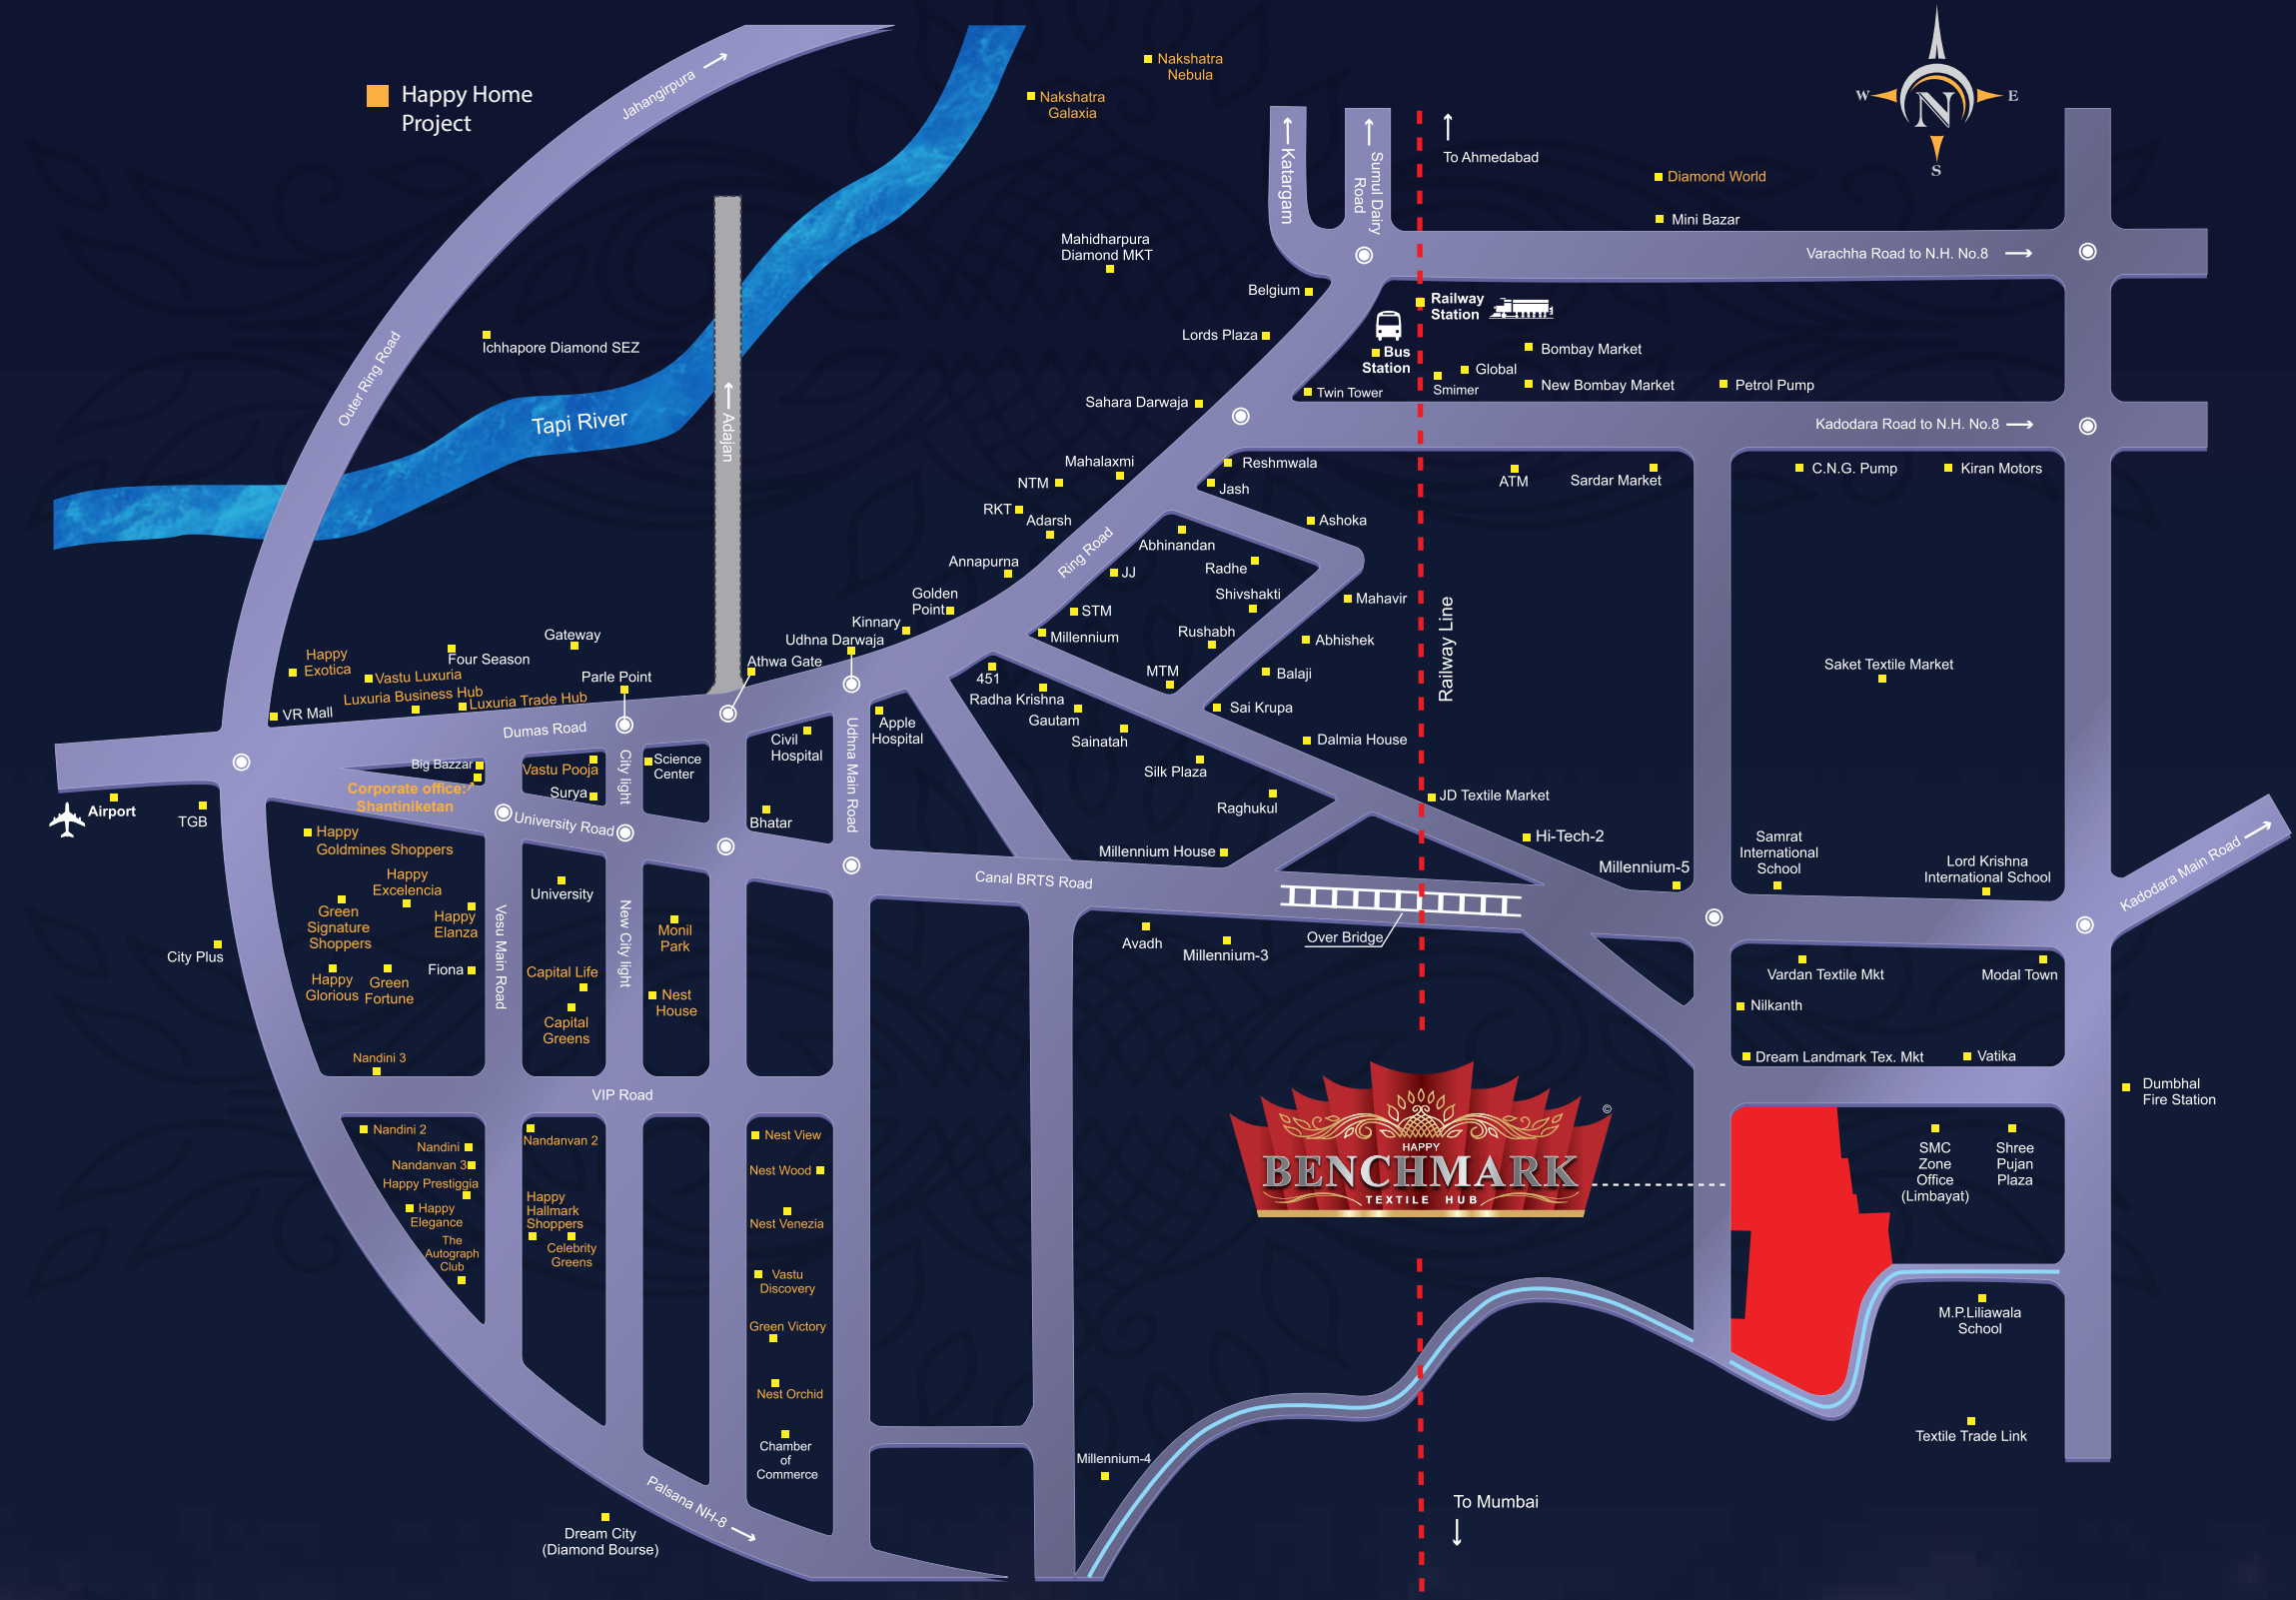 Happy Home
Project
Jahangirpura
Outer Ring Road
Nakshatra
Nebula
Nakshatra
Galaxia
Katargam
Sumul Dairy
Road
To Ahmedabad
N
W
E
S
Diamond World
Mini Bazar
Varachha Road to N.H. No.8
Mahidharpura
Diamond MKT
Belgium
Railway
Station
Lords Plaza
Bus
Station
Bombay Market
Global
Smimer
New Bombay Market
Petrol Pump
Twin Tower
Ichhapore Diamond SEZ
Tapi River
Adajan
Sahara Darwaja
Kadodara Road to N.H. No.8
Mahalaxmi
Reshmwala
NTM
Jash
ATM
Sardar Market
C.N.G. Pump
Kiran Motors
RKT
Adarsh
Ashoka
Ring Road
Abhinandan
Annapurna
JJ
Radhe
Golden
Point
Shivshakti
Mahavir
STM
Kinnary
Millennium
Rushabh
Abhishek
Udhna Darwaja
Athwa Gate
Railway Line
MTM
Balaji
451
Radha Krishna
Gautam
Sai Krupa
Sainatah
Dalmia House
Saket Textile Market
Silk Plaza
Raghukul
JD Textile Market
Hi-Tech-2
Millennium House
Millennium-5
Samrat
International
School
Lord Krishna
International School
Kadodara Main Road
Gateway
Happy
Exotica
Four Season
Vastu Luxuria
Parle Point
Luxuria Business Hub
Luxuria Trade Hub
VR Mall
Dumas Road
Civil
Hospital
Apple
Hospital
Udhna Main Road
Big Bazzar
Vastu Pooja
City light
Science
Center
Corporate office:
Shantiniketan
Surya
Airport
TGB
University Road
Bhatar
Happy
Goldmines Shoppers
Happy
Excelencia
University
Canal BRTS Road
Green
Signature
Shoppers
Happy
Elanza
Vesu Main Road
New City light
Monil
Park
Avadh
Millennium-3
Over Bridge
City Plus
Fiona
Capital Life
Happy
Glorious
Green
Fortune
Nest
House
Capital
Greens
Vardan Textile Mkt
Modal Town
Nilkanth
Dream Landmark Tex. Mkt
Vatika
Nandini 3
VIP Road
Dumbhal
Fire Station
Nandini 2
Nandini
Nandanvan 3
Happy Prestiggia
Happy
Elegance
The
Autograph
Club
Nandanvan 2
Happy
Hallmark
Shoppers
Celebrity
Greens
Nest View
Nest Wood
Nest Venezia
Vastu
Discovery
Green Victory
Nest Orchid
Chamber
of
Commerce
©
HAPPY
BENCHMARK
TEXTILE HUB
SMC
Zone
Office
(Limbayat)
Shree
Pujan
Plaza
M.P.Liliawala
School
Textile Trade Link
Millennium-4
Palsana NH-8
Dream City
(Diamond Bourse)
To Mumbai